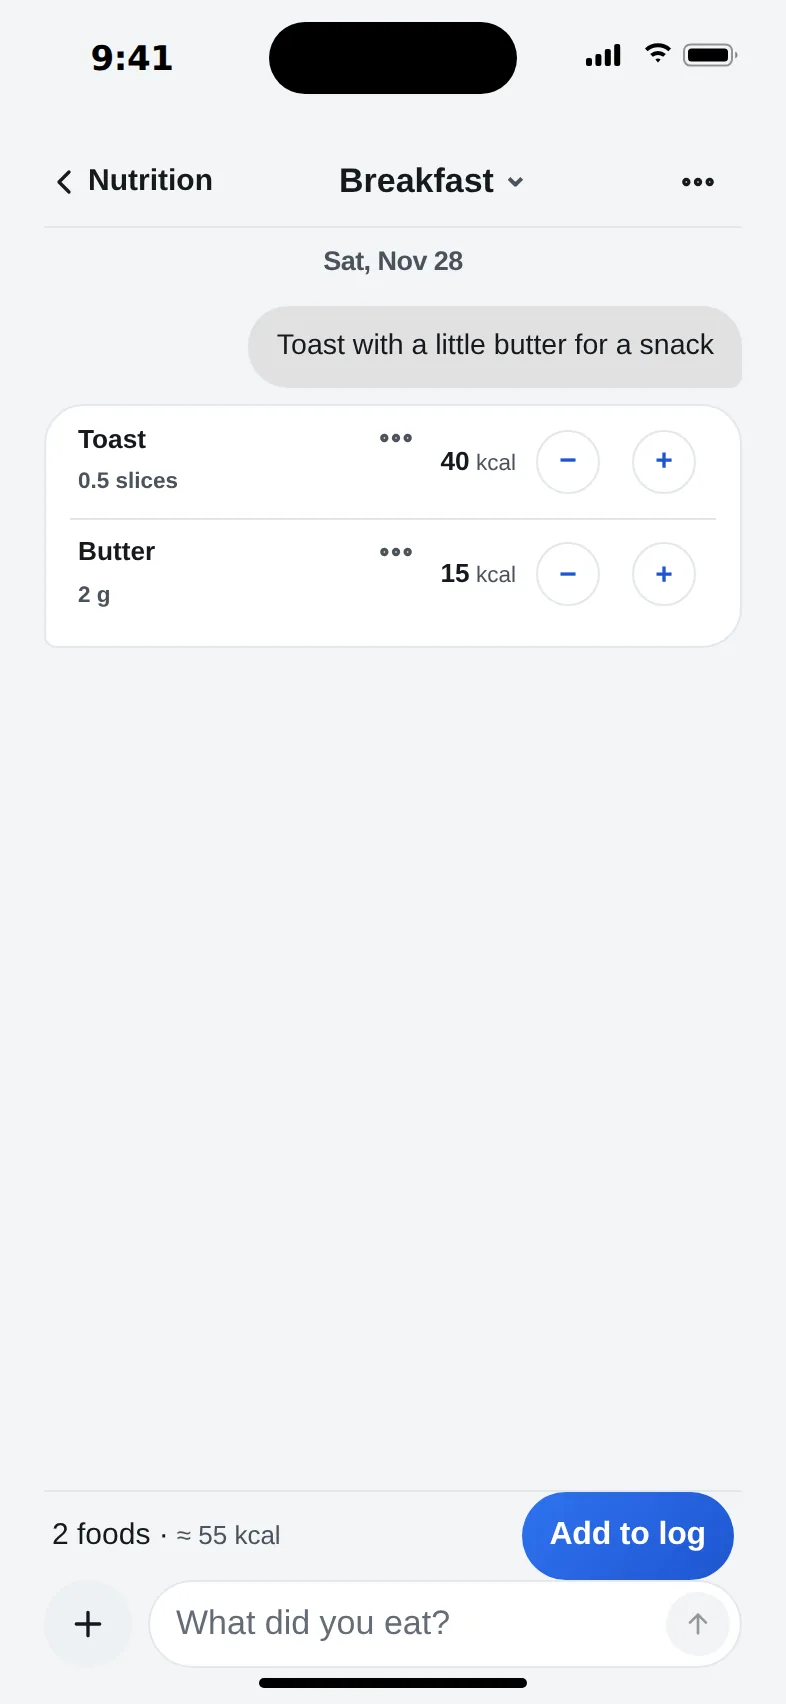 9:41
Nutrition
Breakfast
Sat, Nov 28
Toast with a little butter for a snack
Toast
40 kcal
0.5 slices
Butter
15 kcal
2 g
2 foods · ≈ 55 kcal
Add to log
What did you eat?